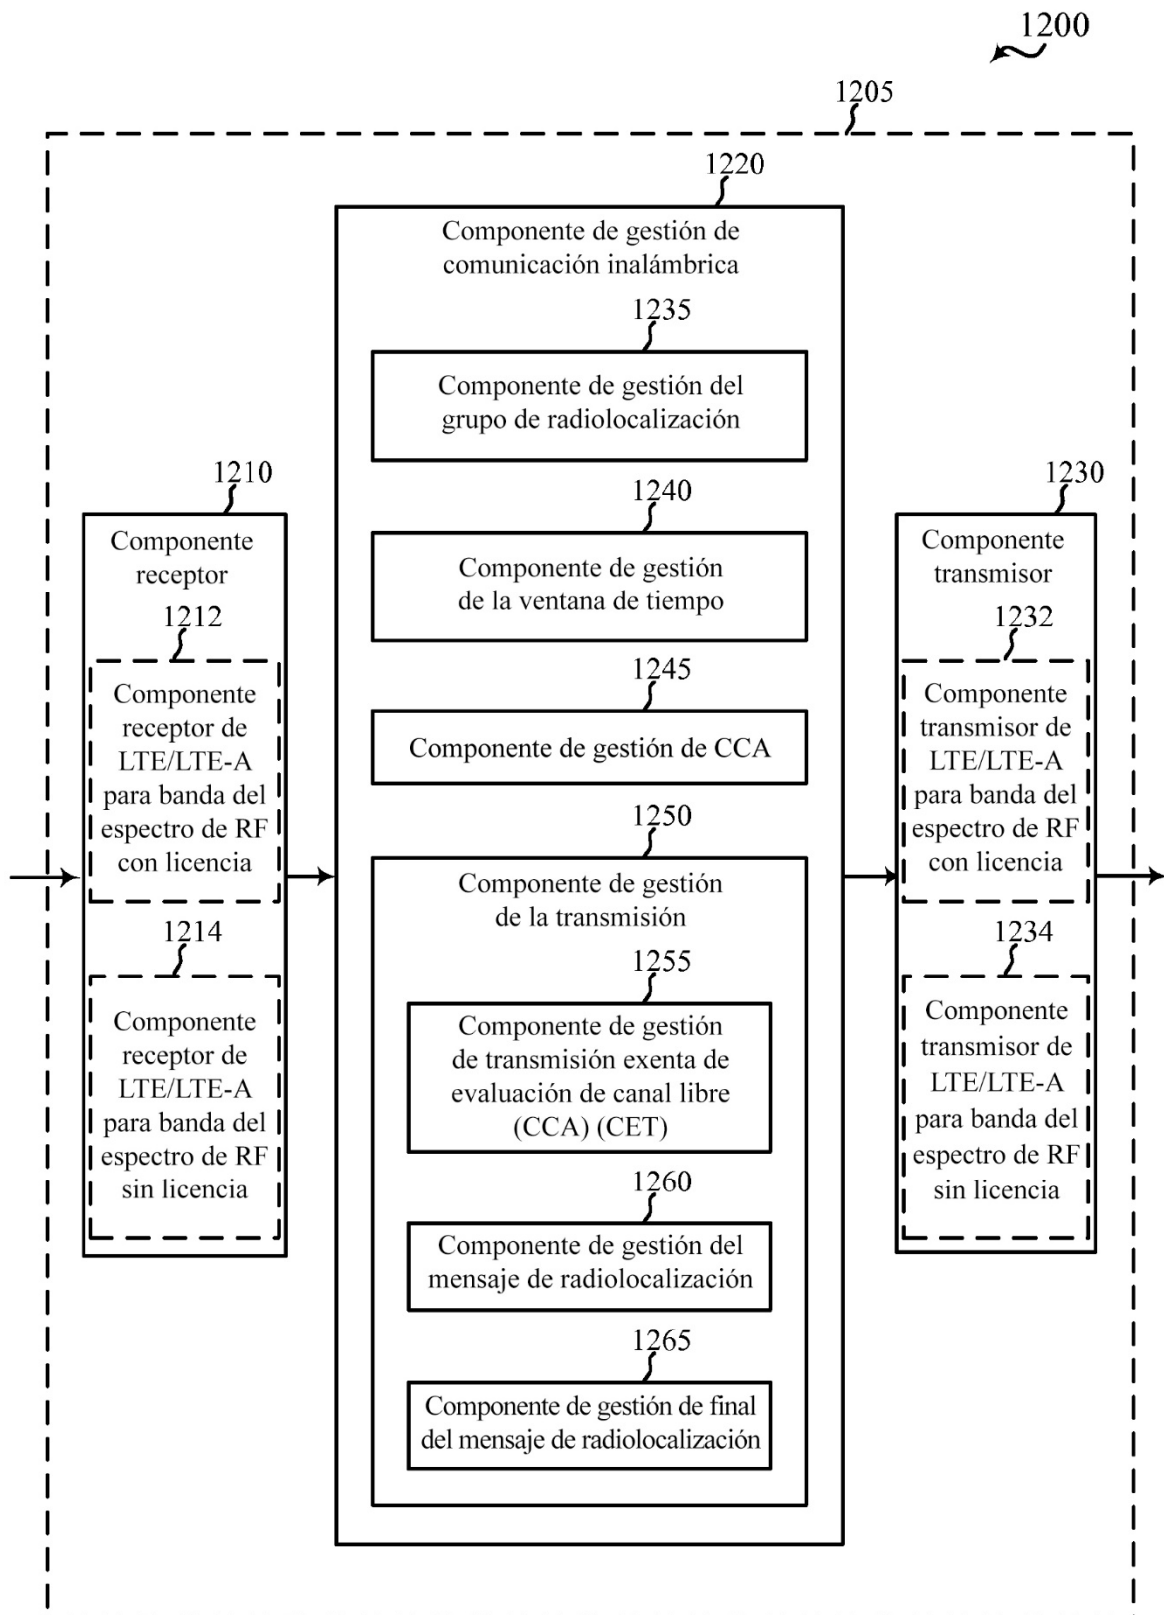 1200
1205
1220
Componente de gestión de
comunicación inalámbrica
1235
Componente de gestión del
grupo de radiolocalización
1210
Componente
receptor
1212
Componente
receptor de
LTE/LTE-A
para banda del
espectro de RF
con licencia
1214
Componente
receptor de
LTE/LTE-A
para banda del
espectro de RF
sin licencia
1240
Componente de gestión
de la ventana de tiempo
1245
Componente de gestión de CCA
1250
Componente de gestión
de la transmisión
1255
Componente de gestión
de transmisión exenta de
evaluación de canal libre
(CCA) (CET)
1260
Componente de gestión del
mensaje de radiolocalización
1265
Componente de gestión de final
del mensaje de radiolocalización
1230
Componente
transmisor
1232
Componente
transmisor de
LTE/LTE-A
para banda del
espectro de RF
con licencia
1234
Componente
transmisor de
LTE/LTE-A
para banda del
espectro de RF
sin licencia